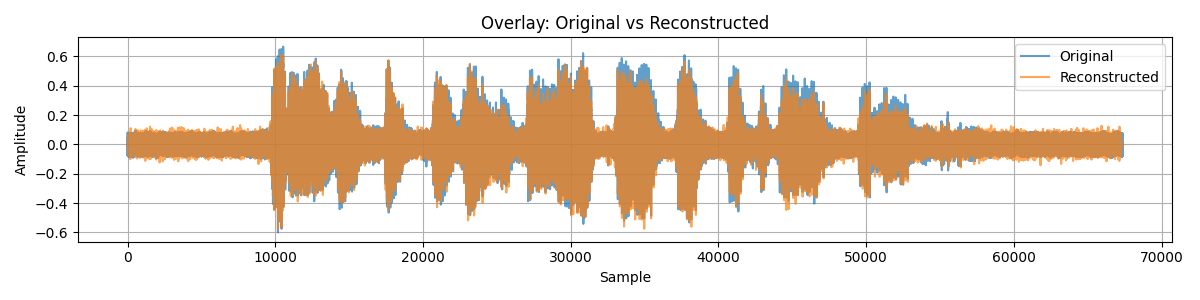 Overlay: Original vs Reconstructed
Original
Reconstructed
Amplitude
0.6
0.4
0.2
0.0
−0.2
−0.4
−0.6
0 10000 20000 30000 40000 50000 60000 70000
Sample